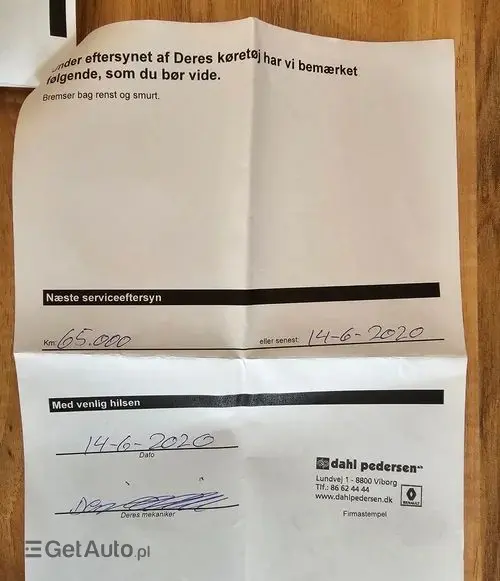 Under eftersynet af Deres køretøj har vi bemærket
følgende, som du bør vide.
Bremser bag renst og smurt.
Næste serviceeftersyn
Km: 65.000 eller senest: 14-6-2020
Med venlig hilsen
14-6-2020
Dato
Deres mekaniker
dahl pedersen a/s
Lundvej 1 - 8800 Viborg
Tlf.: 86 62 44 44
www.dahlpedersen.dk
RENAULT
Firmastempel
GetAuto.pl